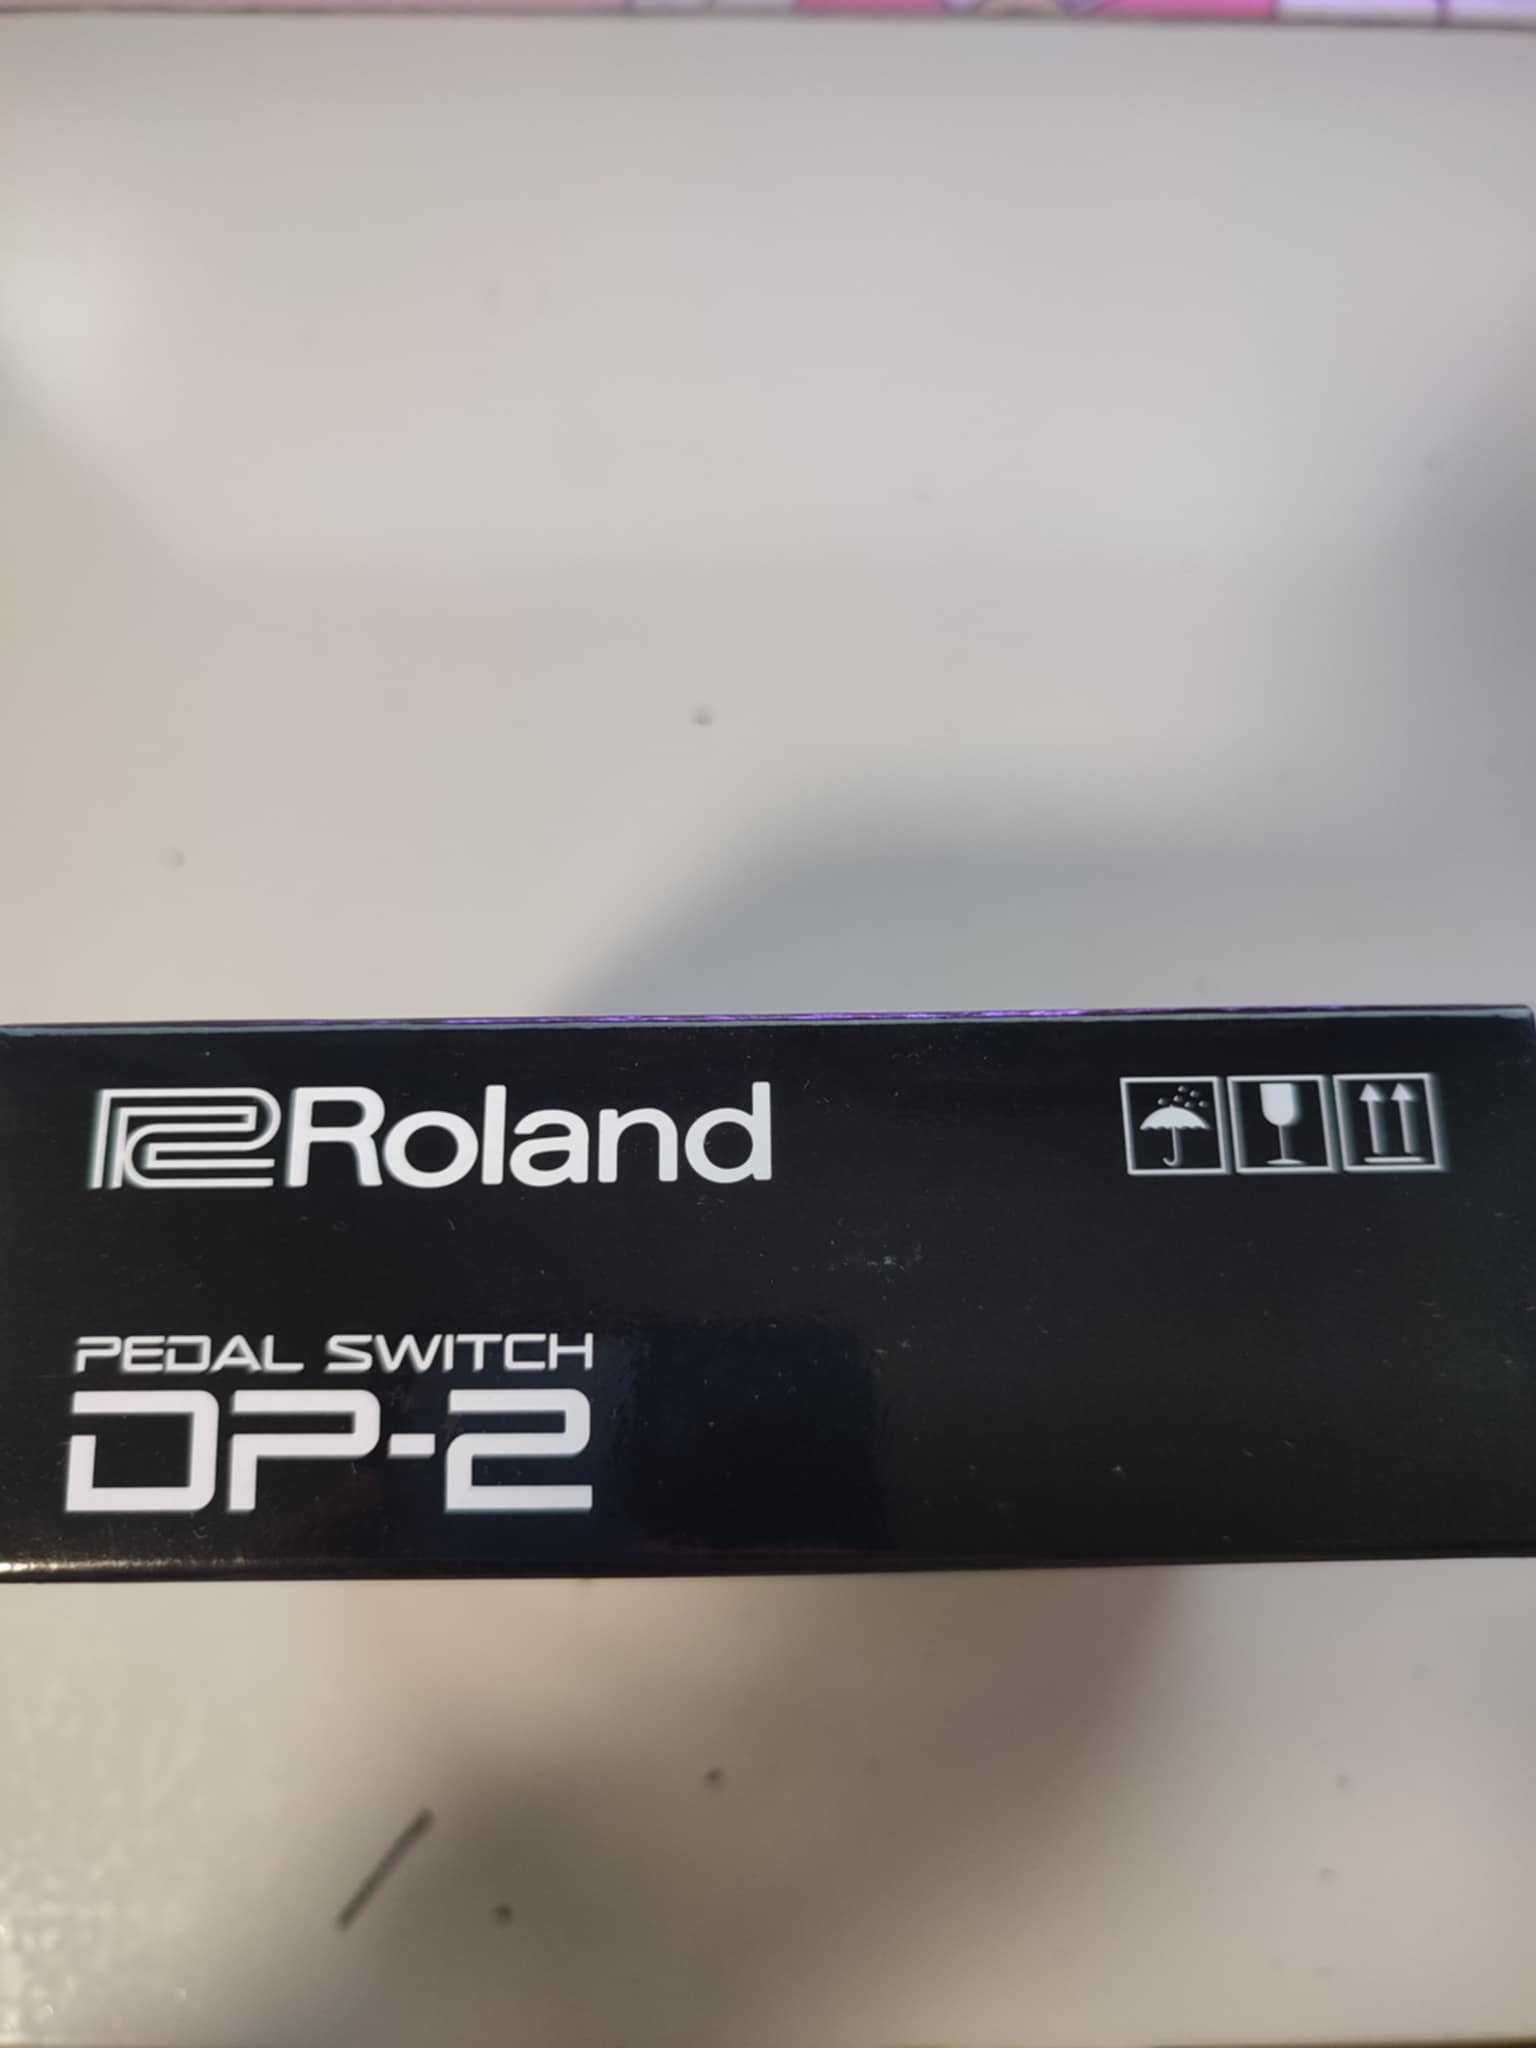 Roland
PEDAL SWITCH
DP-2